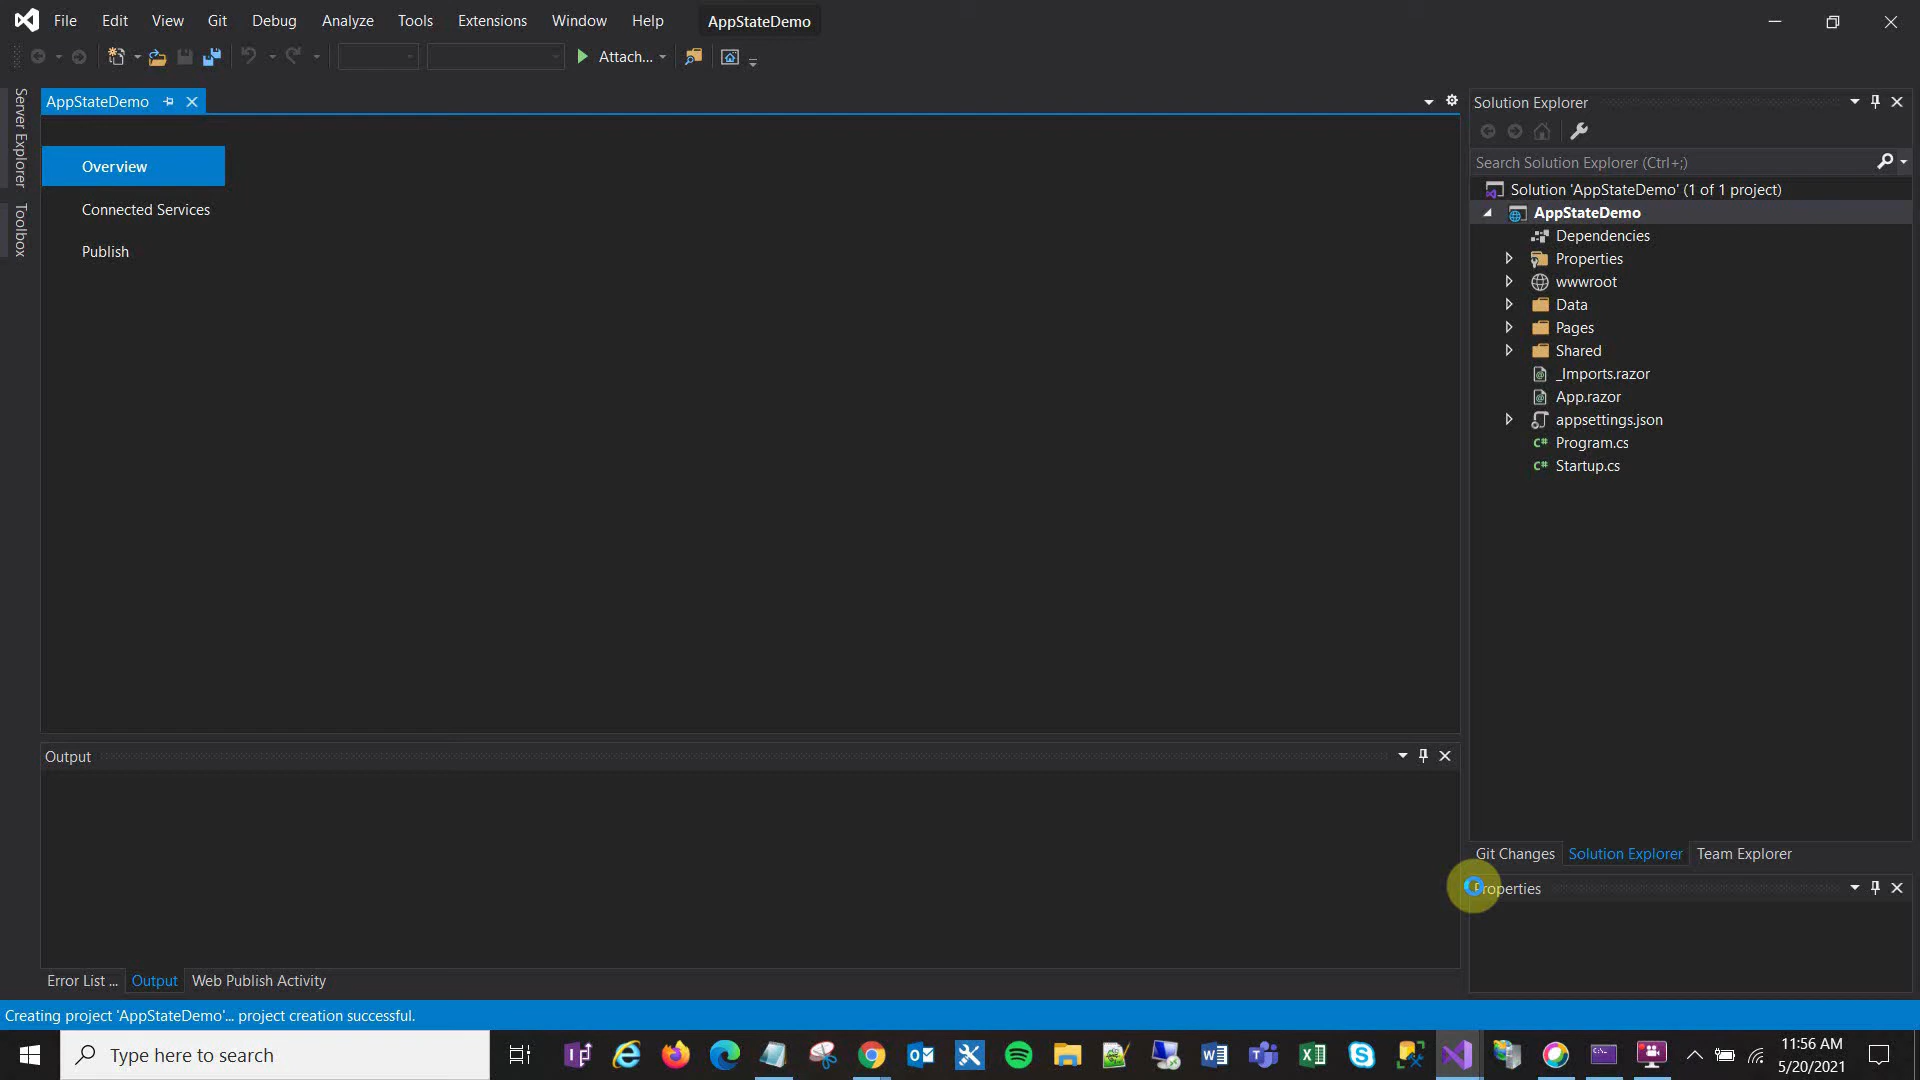 File Edit View Git Debug Analyze Tools Extensions Window Help AppStateDemo
Attach...
Server Explorer
Toolbox
AppStateDemo
Overview
Connected Services
Publish
Solution Explorer
Search Solution Explorer (Ctrl+;)
Solution 'AppStateDemo' (1 of 1 project)
AppStateDemo
Dependencies
Properties
wwwroot
Data
Pages
Shared
_Imports.razor
App.razor
appsettings.json
C# Program.cs
C# Startup.cs
Git Changes Solution Explorer Team Explorer
Properties
Output
Error List ... Output Web Publish Activity
Creating project 'AppStateDemo'... project creation successful.
Type here to search
11:56 AM
5/20/2021